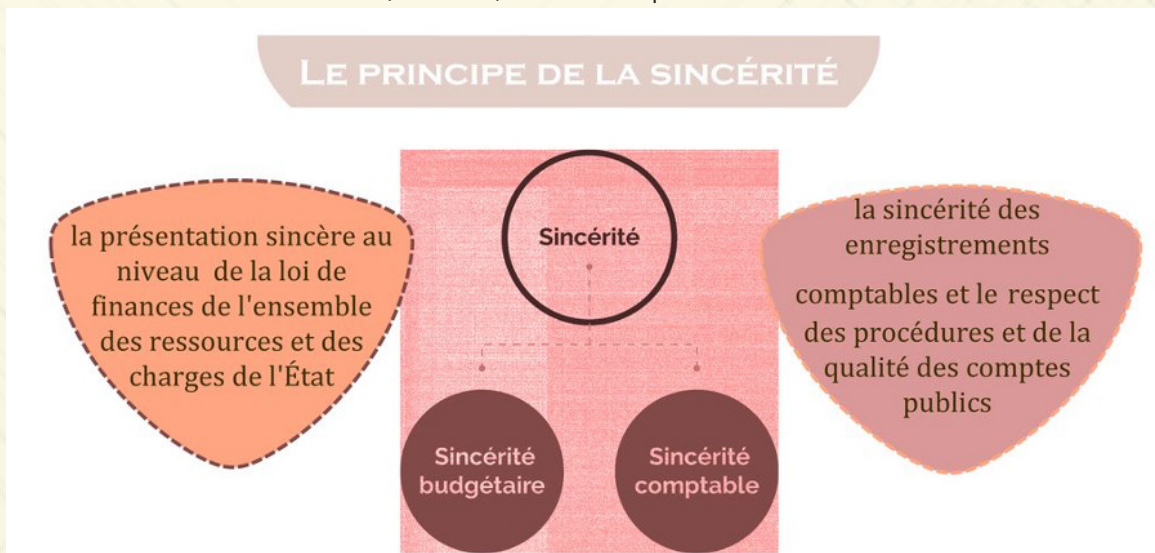 LE PRINCIPE DE LA SINCÉRITÉ
la présentation sincère au
niveau de la loi de
finances de l'ensemble
des ressources et des
charges de l'État
Sincérité
Sincérité
budgétaire
Sincérité
comptable
la sincérité des
enregistrements
comptables et le respect
des procédures et de la
qualité des comptes
publics